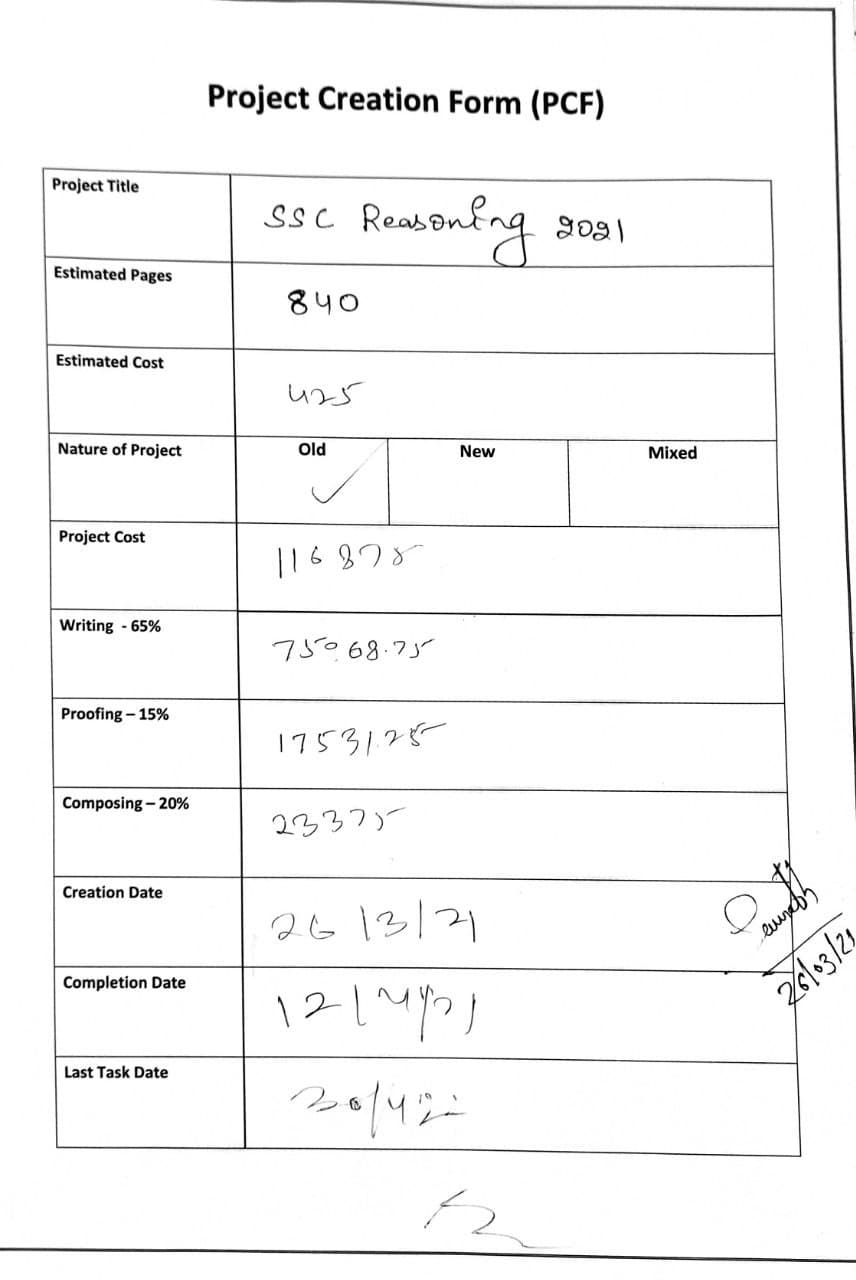 Project Creation Form (PCF)
Project Title
SSC Reasoning 2021
Estimated Pages
840
Estimated Cost
425
Nature of Project Old New Mixed
Project Cost
116875
Writing - 65%
75968.75
Proofing – 15%
17531.25
Composing – 20%
23375
Creation Date
26/3/21
Completion Date
12/4/21
26/03/21
Last Task Date
30/4